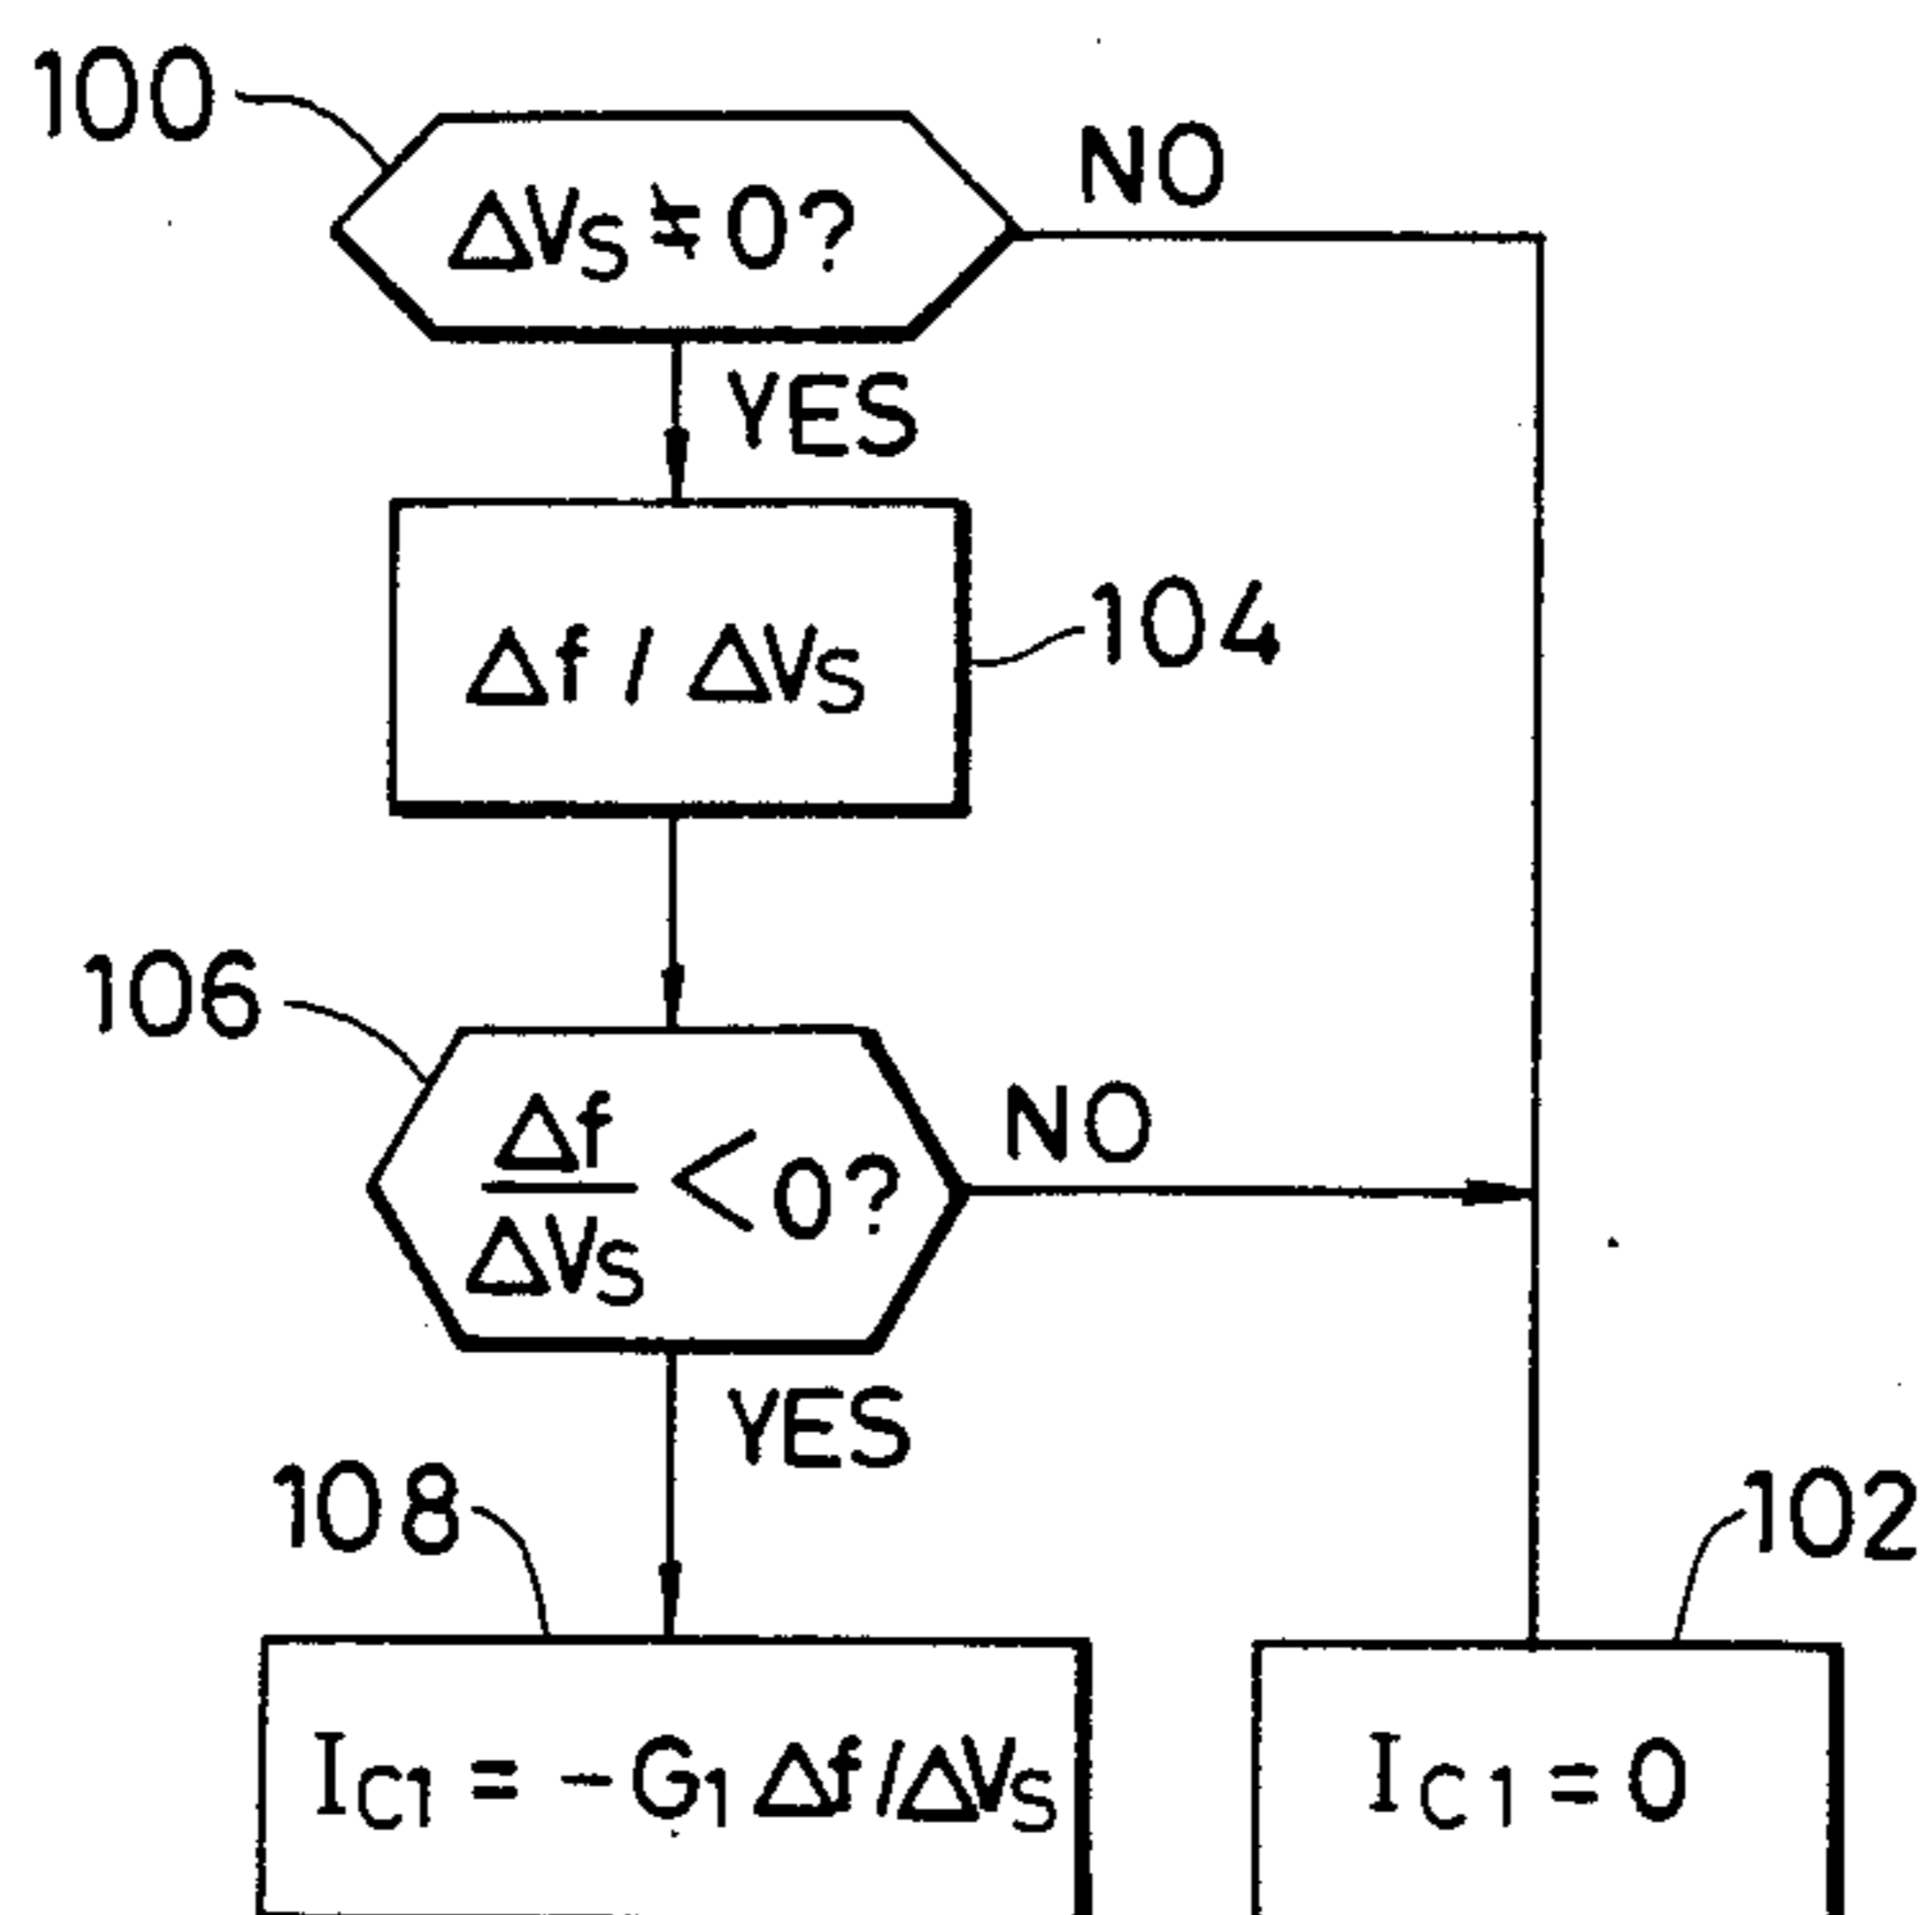 100
ΔVs ≠ 0?
NO
YES
Δf / ΔVs
104
106
Δf
ΔVs
< 0?
NO
YES
108
102
IC1 = -G1 Δf/ΔVs
IC1 = 0